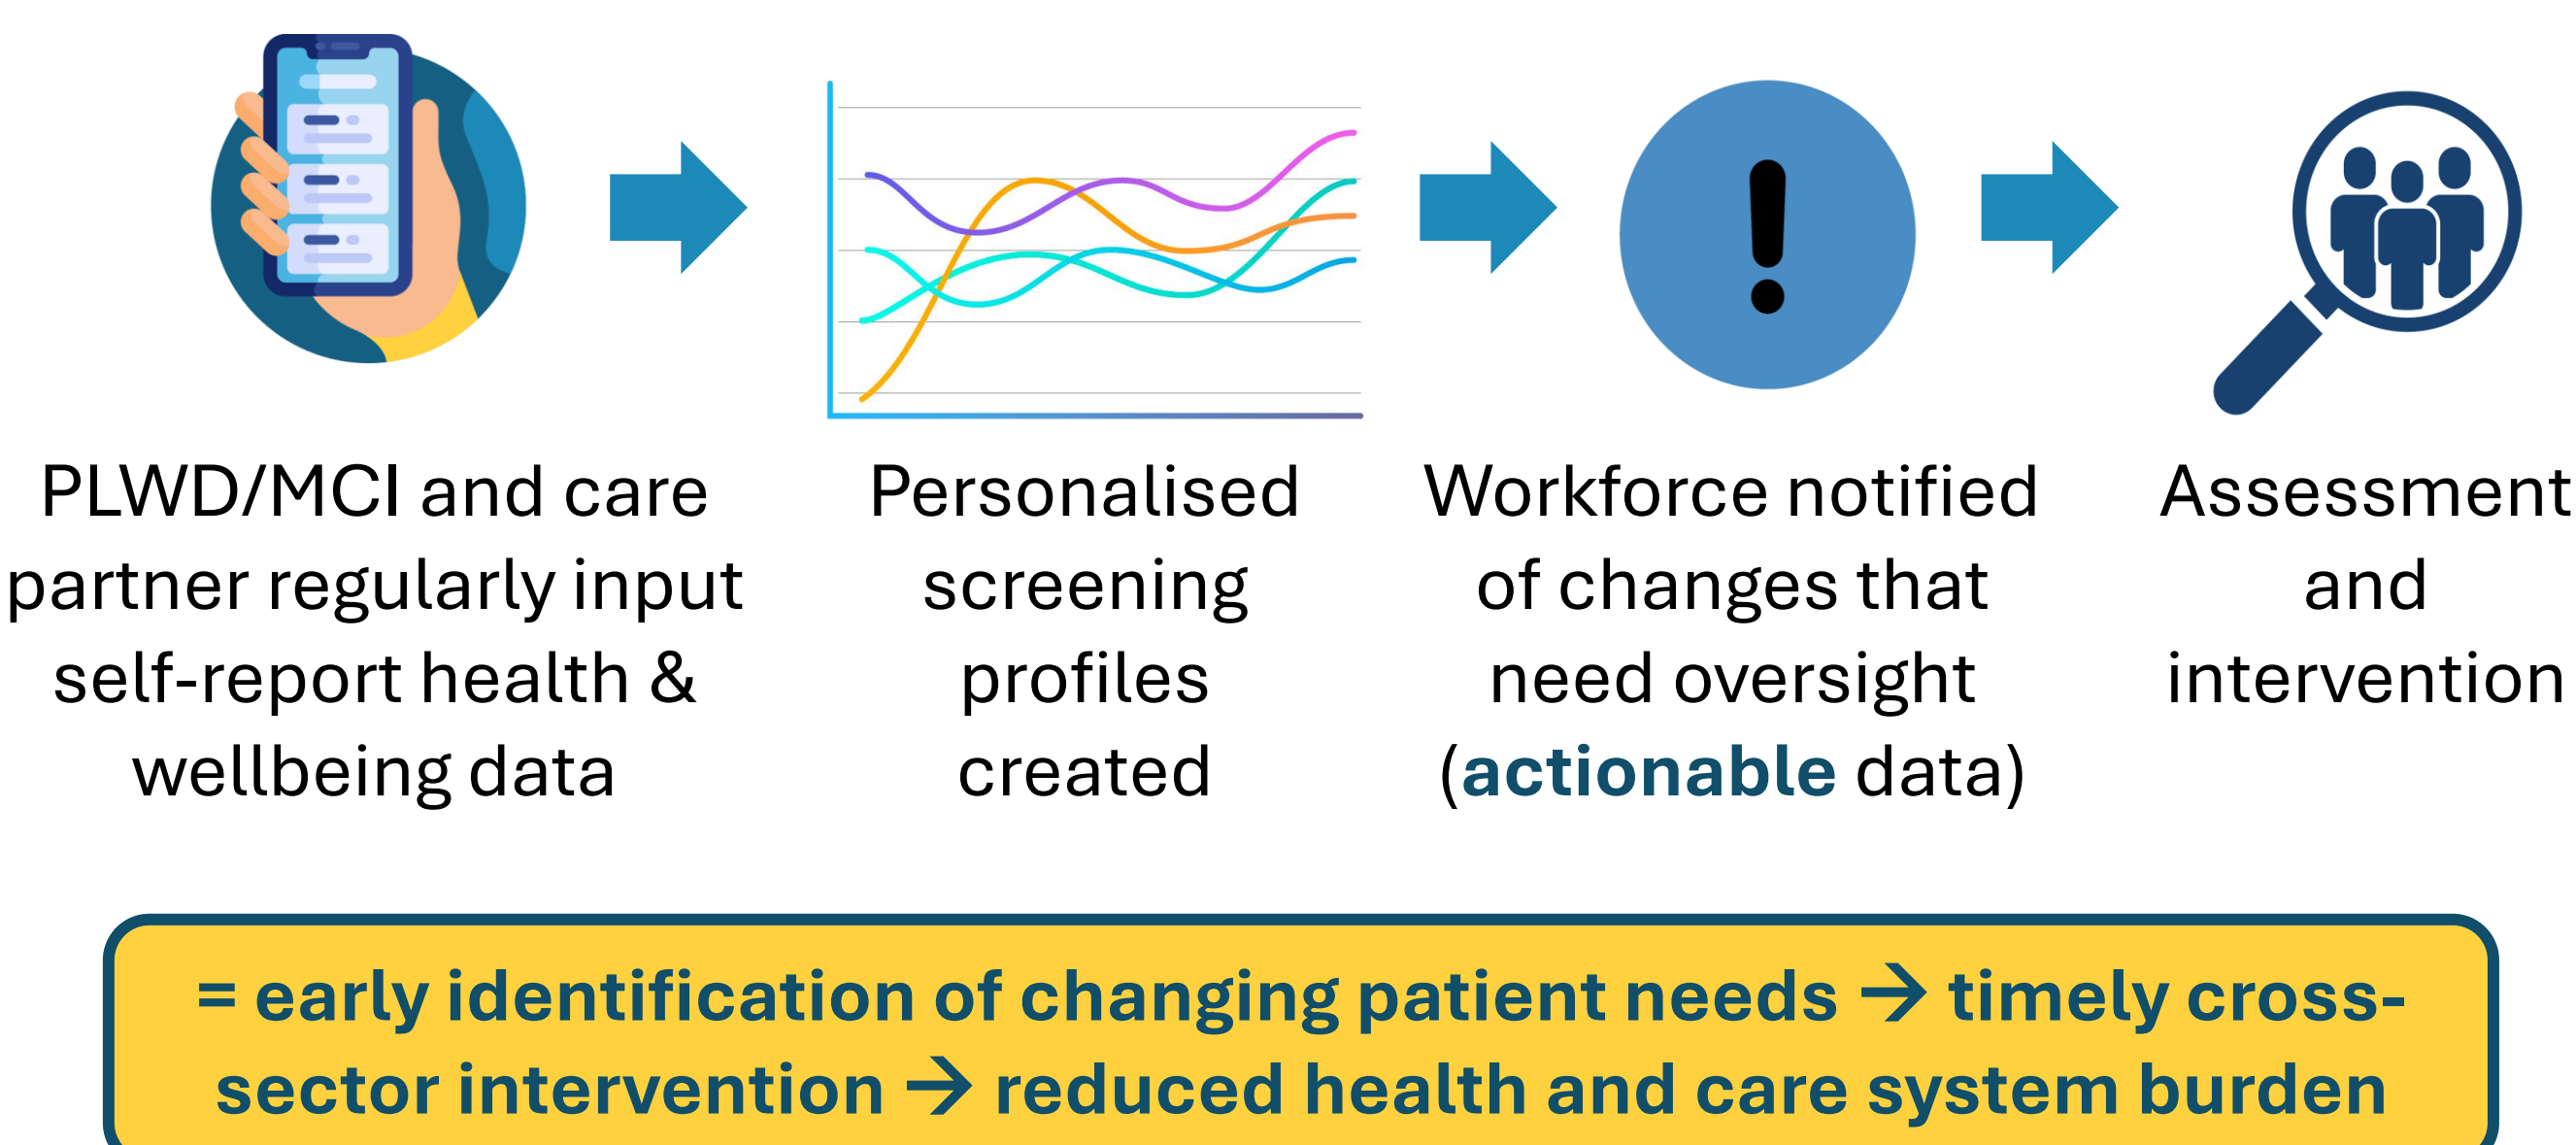 PLWD/MCI and care
partner regularly input
self-report health &
wellbeing data
Personalised
screening
profiles
created
Workforce notified
of changes that
need oversight
(actionable data)
Assessment
and
intervention
= early identification of changing patient needs → timely cross-
sector intervention → reduced health and care system burden